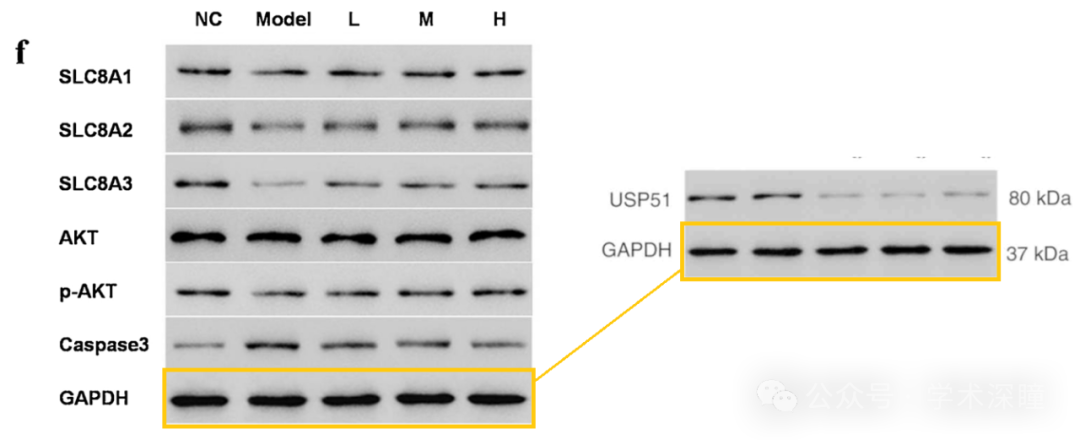 f
NC Model L M H
SLC8A1
SLC8A2
SLC8A3
AKT
p-AKT
Caspase3
GAPDH
USP51 80 kDa
GAPDH 37 kDa
公众号 学术深瞳